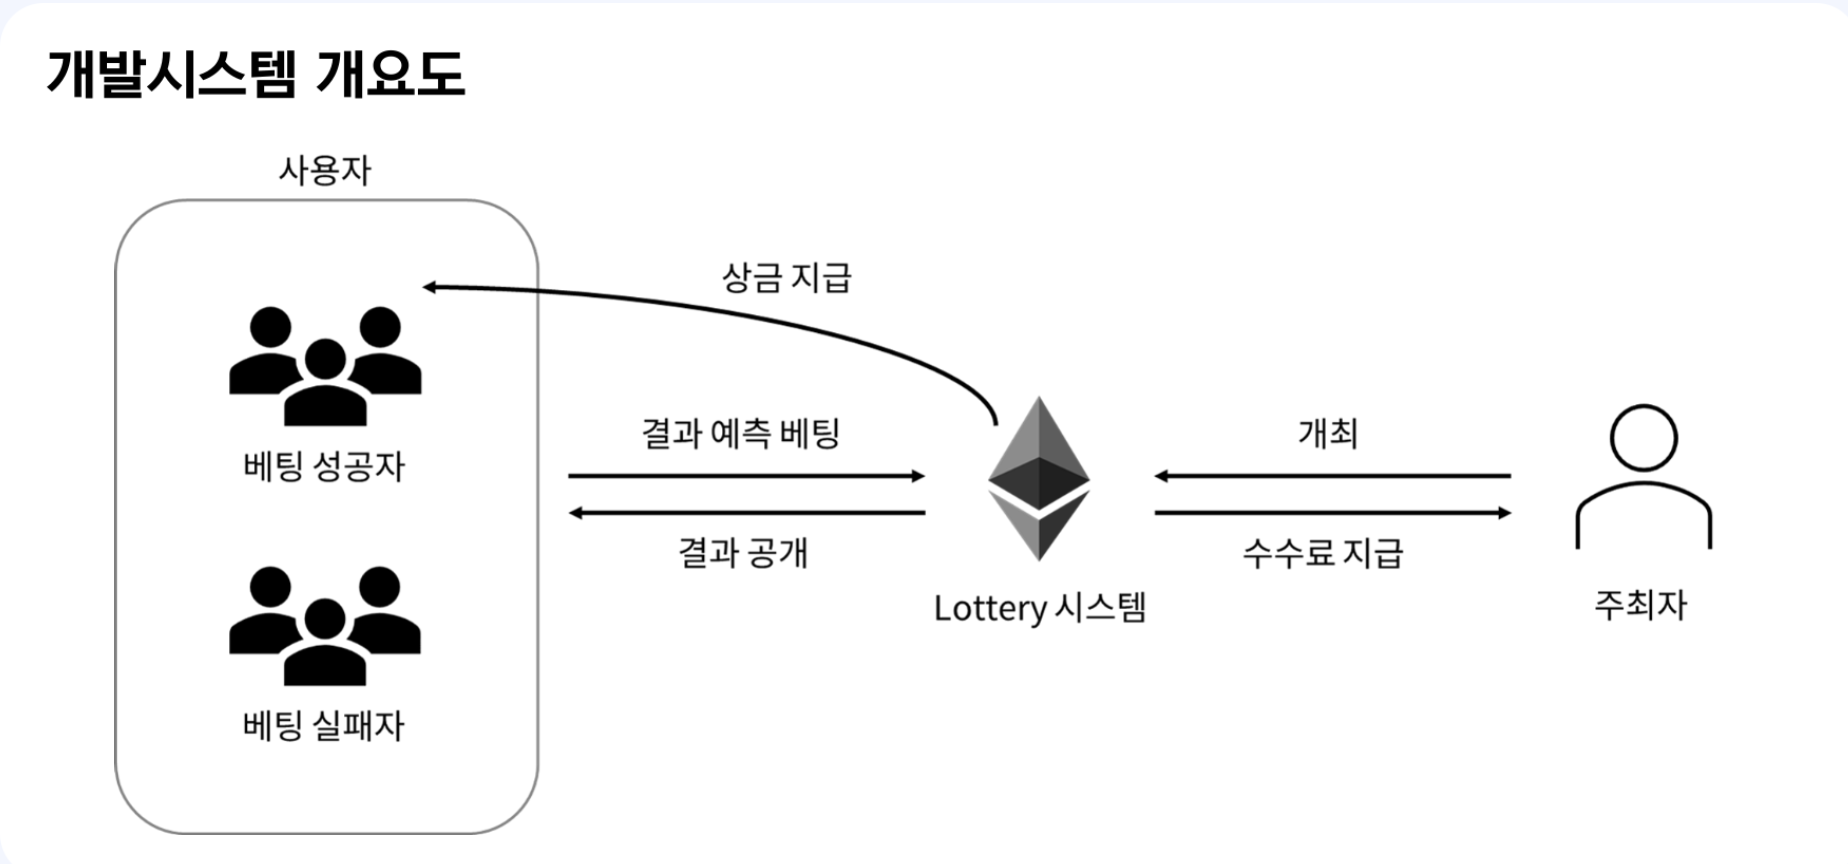 개발시스템 개요도
사용자
상금 지급
베팅 성공자
결과 예측 베팅
결과 공개
베팅 실패자
Lottery 시스템
개최
수수료 지급
주최자